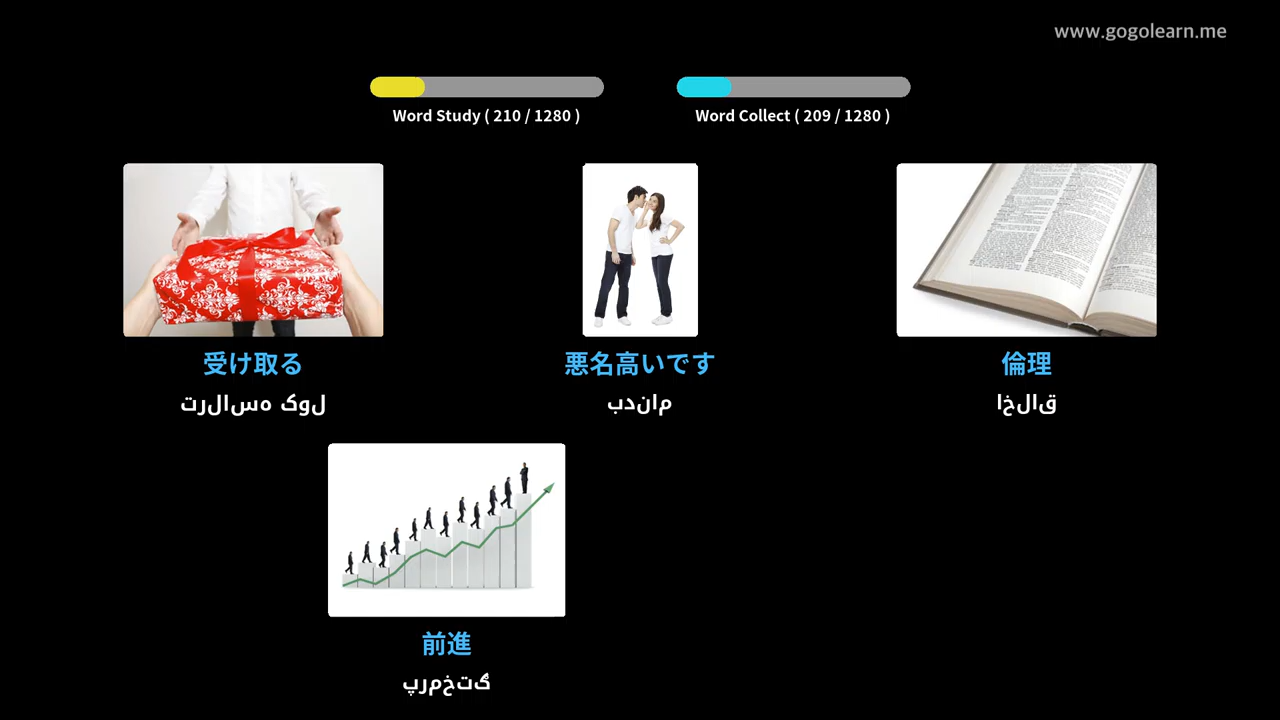 www.gogolearn.me
Word Study ( 210 / 1280 )
Word Collect ( 209 / 1280 )
受け取る
ترلاسه کول
悪名高いです
بدنام
倫理
اخلاق
前進
پرمختګ